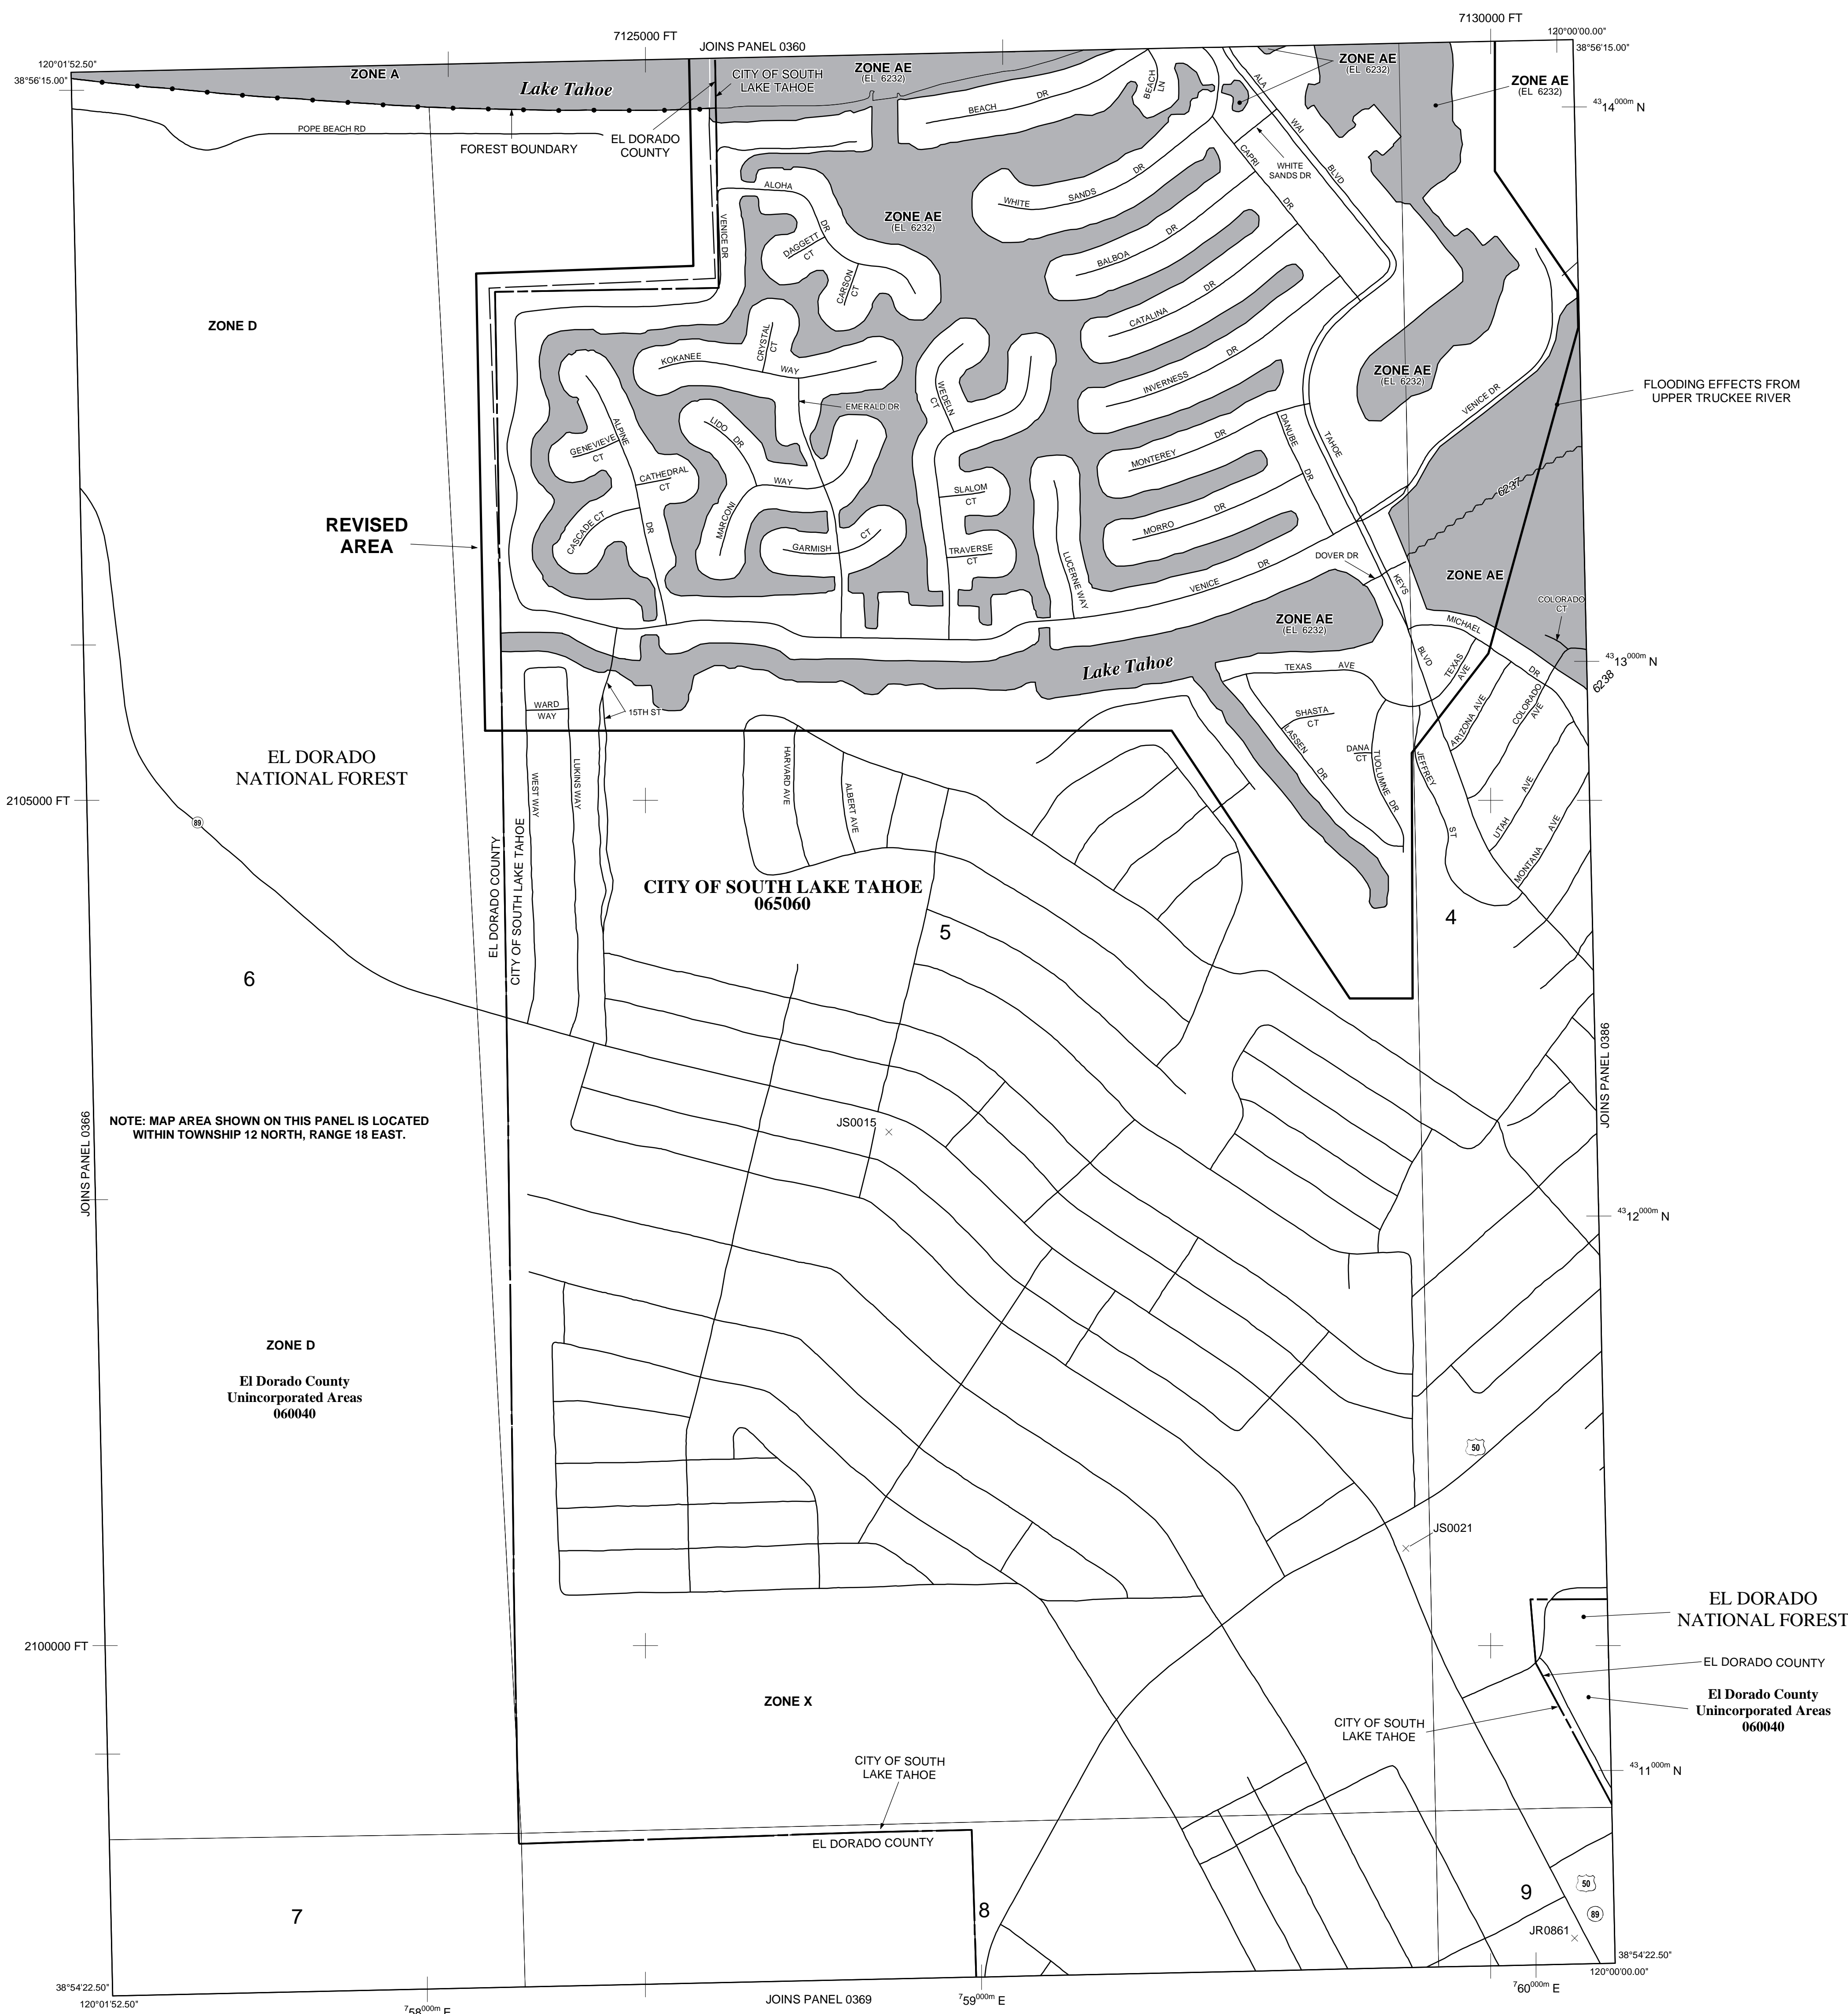 7130000 FT
7125000 FT
JOINS PANEL 0360
120°00'00.00"
38°56'15.00"
120°01'52.50"
38°56'15.00"
ZONE A
Lake Tahoe
CITY OF SOUTH
LAKE TAHOE
ZONE AE
(EL 6232)
BEACH DR
BEACH
LN
ALA WAI BLVD
ZONE AE
(EL 6232)
ZONE AE
(EL 6232)
4314000m N
POPE BEACH RD
FOREST BOUNDARY
EL DORADO
COUNTY
CAPRI DR
WHITE
SANDS DR
WHITE SANDS DR
ALOHA DR
VENICE DR
DAGGETT
CT
CARSON
CT
ZONE AE
(EL 6232)
BALBOA DR
CATALINA DR
ZONE D
CRYSTAL
CT
KOKANEE WAY
EMERALD DR
WEDELN
CT
INVERNESS DR
ZONE AE
(EL 6232)
VENICE DR
FLOODING EFFECTS FROM
UPPER TRUCKEE RIVER
ALPINE DR
GENEVIEVE
CT
CATHEDRAL
CT
CASCADE CT
LIDO DR
MARCONI WAY
GARMISH CT
SLALOM
CT
TRAVERSE
CT
LUCERNE WAY
MONTEREY DR
MORRO DR
DANUBE DR
TAHOE KEYS BLVD
6237
REVISED
AREA
DOVER DR
VENICE DR
ZONE AE
COLORADO
CT
ZONE AE
(EL 6232)
MICHAEL DR
Lake Tahoe
TEXAS AVE
TEXAS
AVE
4313000m N
6238
WARD
WAY
15TH ST
SHASTA
CT
LASSEN DR
DANA
CT
TUOLUMNE DR
JEFFREY ST
ARIZONA AVE
COLORADO
AVE
UTAH AVE
MONTANA AVE
EL DORADO
NATIONAL FOREST
WEST WAY
LUKINS WAY
HARVARD AVE
ALBERT AVE
2105000 FT
89
EL DORADO COUNTY
CITY OF SOUTH LAKE TAHOE
CITY OF SOUTH LAKE TAHOE
065060
5
4
6
JOINS PANEL 0366
JOINS PANEL 0386
NOTE: MAP AREA SHOWN ON THIS PANEL IS LOCATED
WITHIN TOWNSHIP 12 NORTH, RANGE 18 EAST.
JS0015
4312000m N
ZONE D
El Dorado County
Unincorporated Areas
060040
50
JS0021
EL DORADO
NATIONAL FOREST
2100000 FT
EL DORADO COUNTY
ZONE X
El Dorado County
Unincorporated Areas
060040
CITY OF SOUTH
LAKE TAHOE
CITY OF SOUTH
LAKE TAHOE
4311000m N
EL DORADO COUNTY
50
9
8
7
89
JR0861
38°54'22.50"
120°00'00.00"
38°54'22.50"
120°01'52.50"
758000m E
JOINS PANEL 0369
759000m E
760000m E